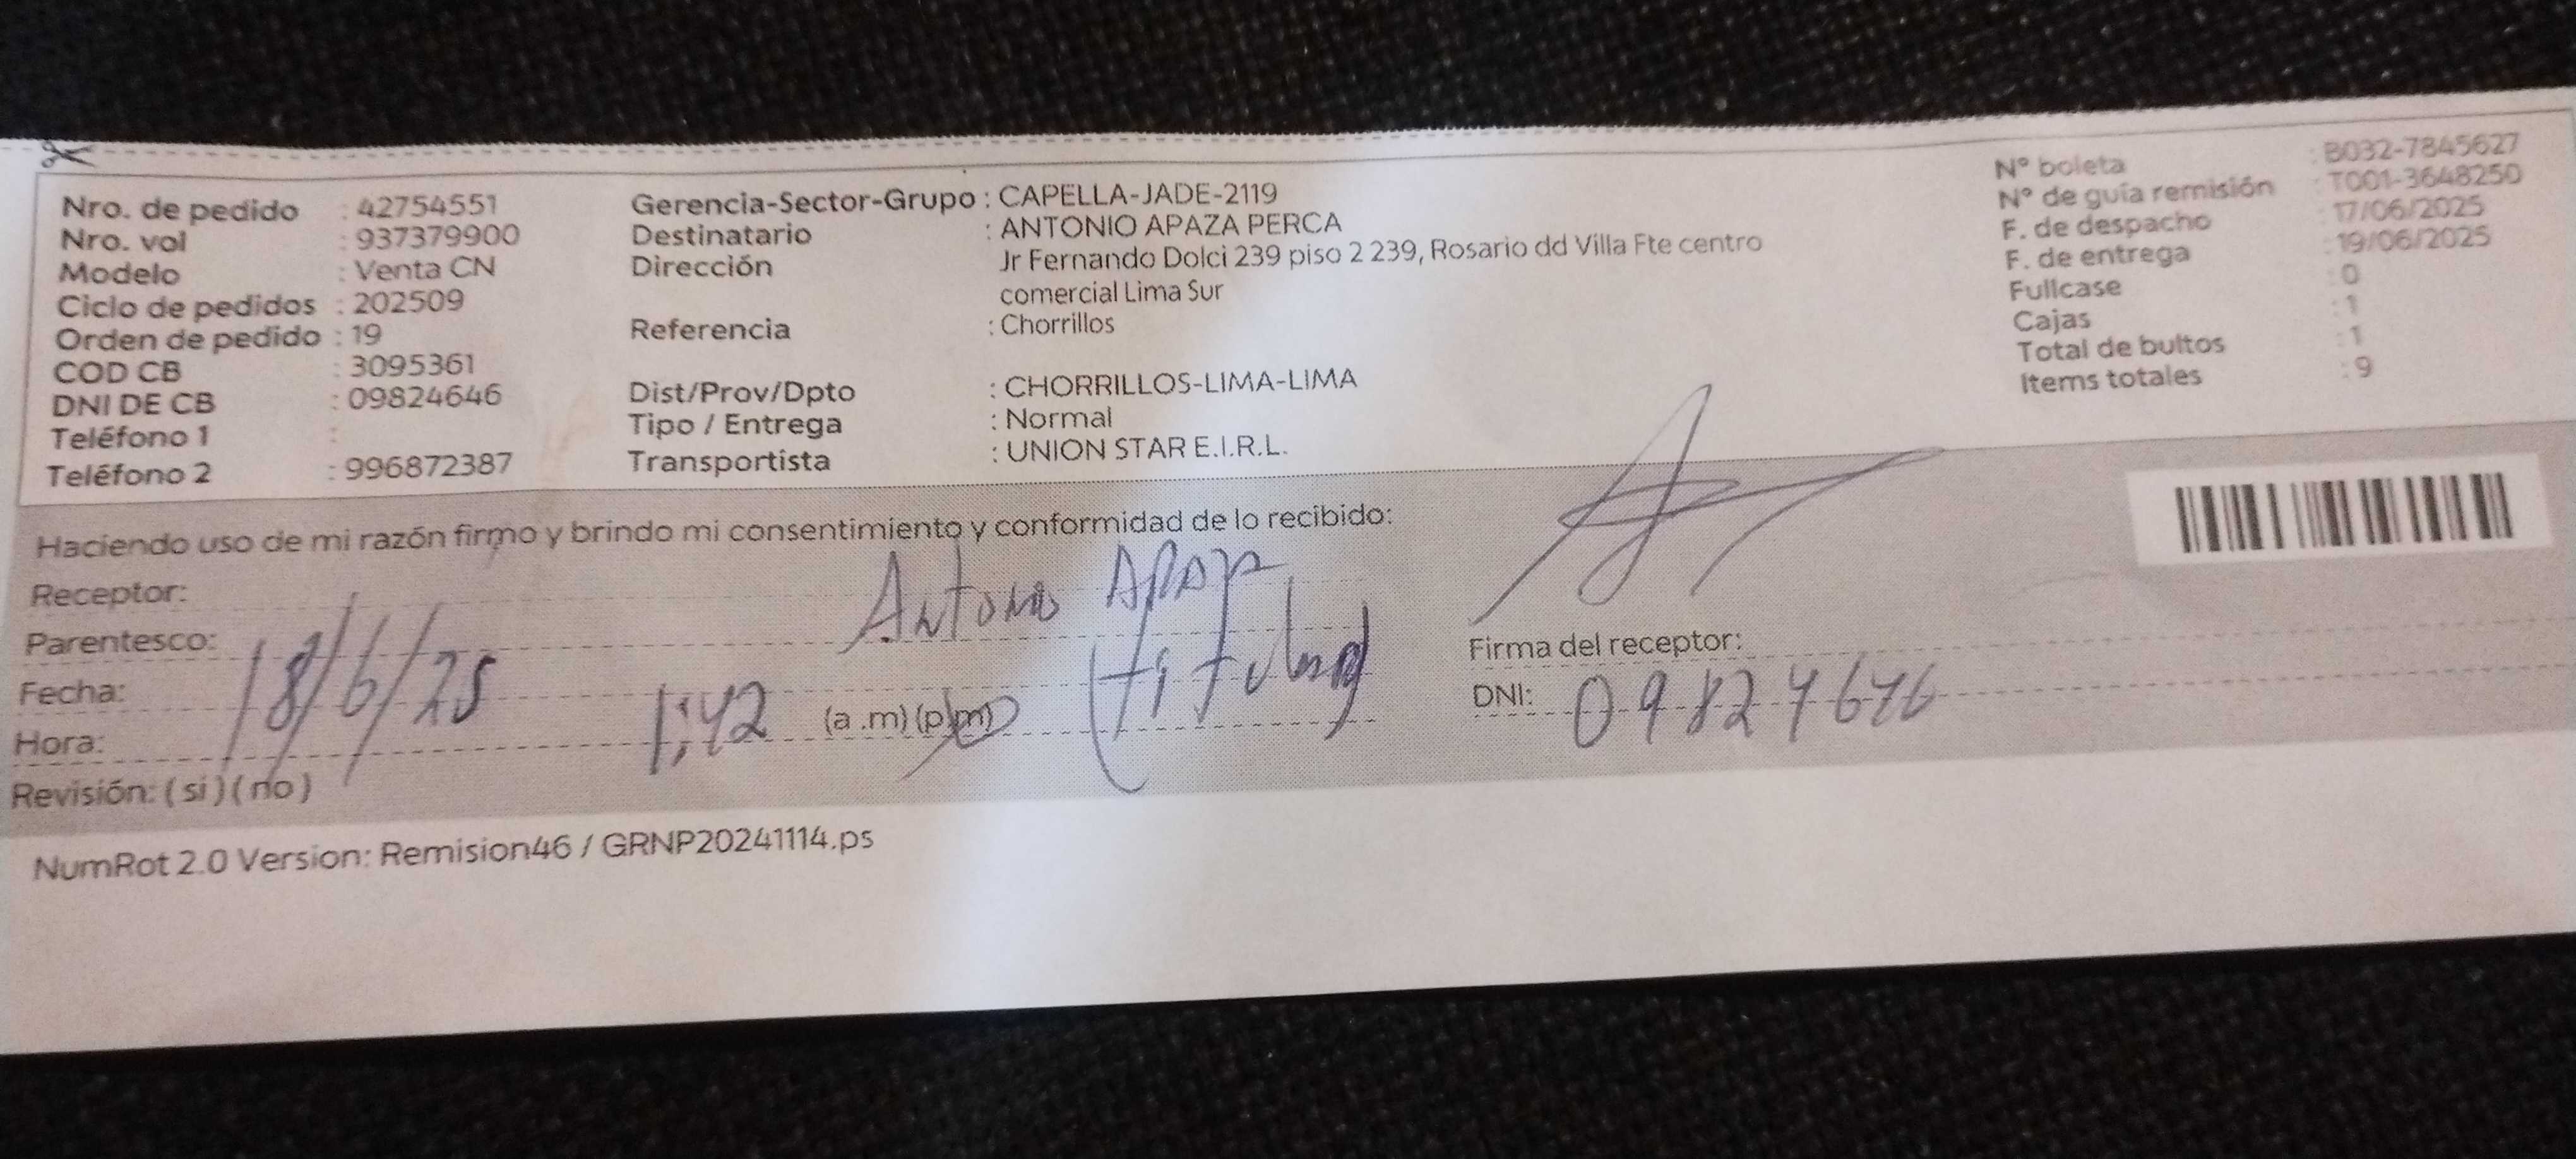 Nro. de pedido : 42754551
Nro. vol : 937379900
Modelo : Venta CN
Ciclo de pedidos : 202509
Orden de pedido : 19
COD CB : 3095361
DNI DE CB : 09824646
Teléfono 1 :
Teléfono 2 : 996872387
Gerencia-Sector-Grupo : CAPELLA-JADE-2119
Destinatario : ANTONIO APAZA PERCA
Dirección Jr Fernando Dolci 239 piso 2 239, Rosario dd Villa Fte centro
comercial Lima Sur
Referencia : Chorrillos
Dist/Prov/Dpto : CHORRILLOS-LIMA-LIMA
Tipo / Entrega : Normal
Transportista : UNION STAR E.I.R.L.
N° boleta : B032-7845627
N° de guía remisión : T001-3648250
F. de despacho : 17/06/2025
F. de entrega : 19/06/2025
Fullcase : 0
Cajas : 1
Total de bultos : 1
Items totales : 9
Haciendo uso de mi razón firmo y brindo mi consentimiento y conformidad de lo recibido:
Receptor: Antonio APAZA
Parentesco: titular
Fecha: 18/6/25
Hora: 1:42 (a .m) (p.m)
Revisión: ( si ) ( no )
Firma del receptor:
DNI: 09824646
NumRot 2.0 Version: Remision46 / GRNP20241114.ps